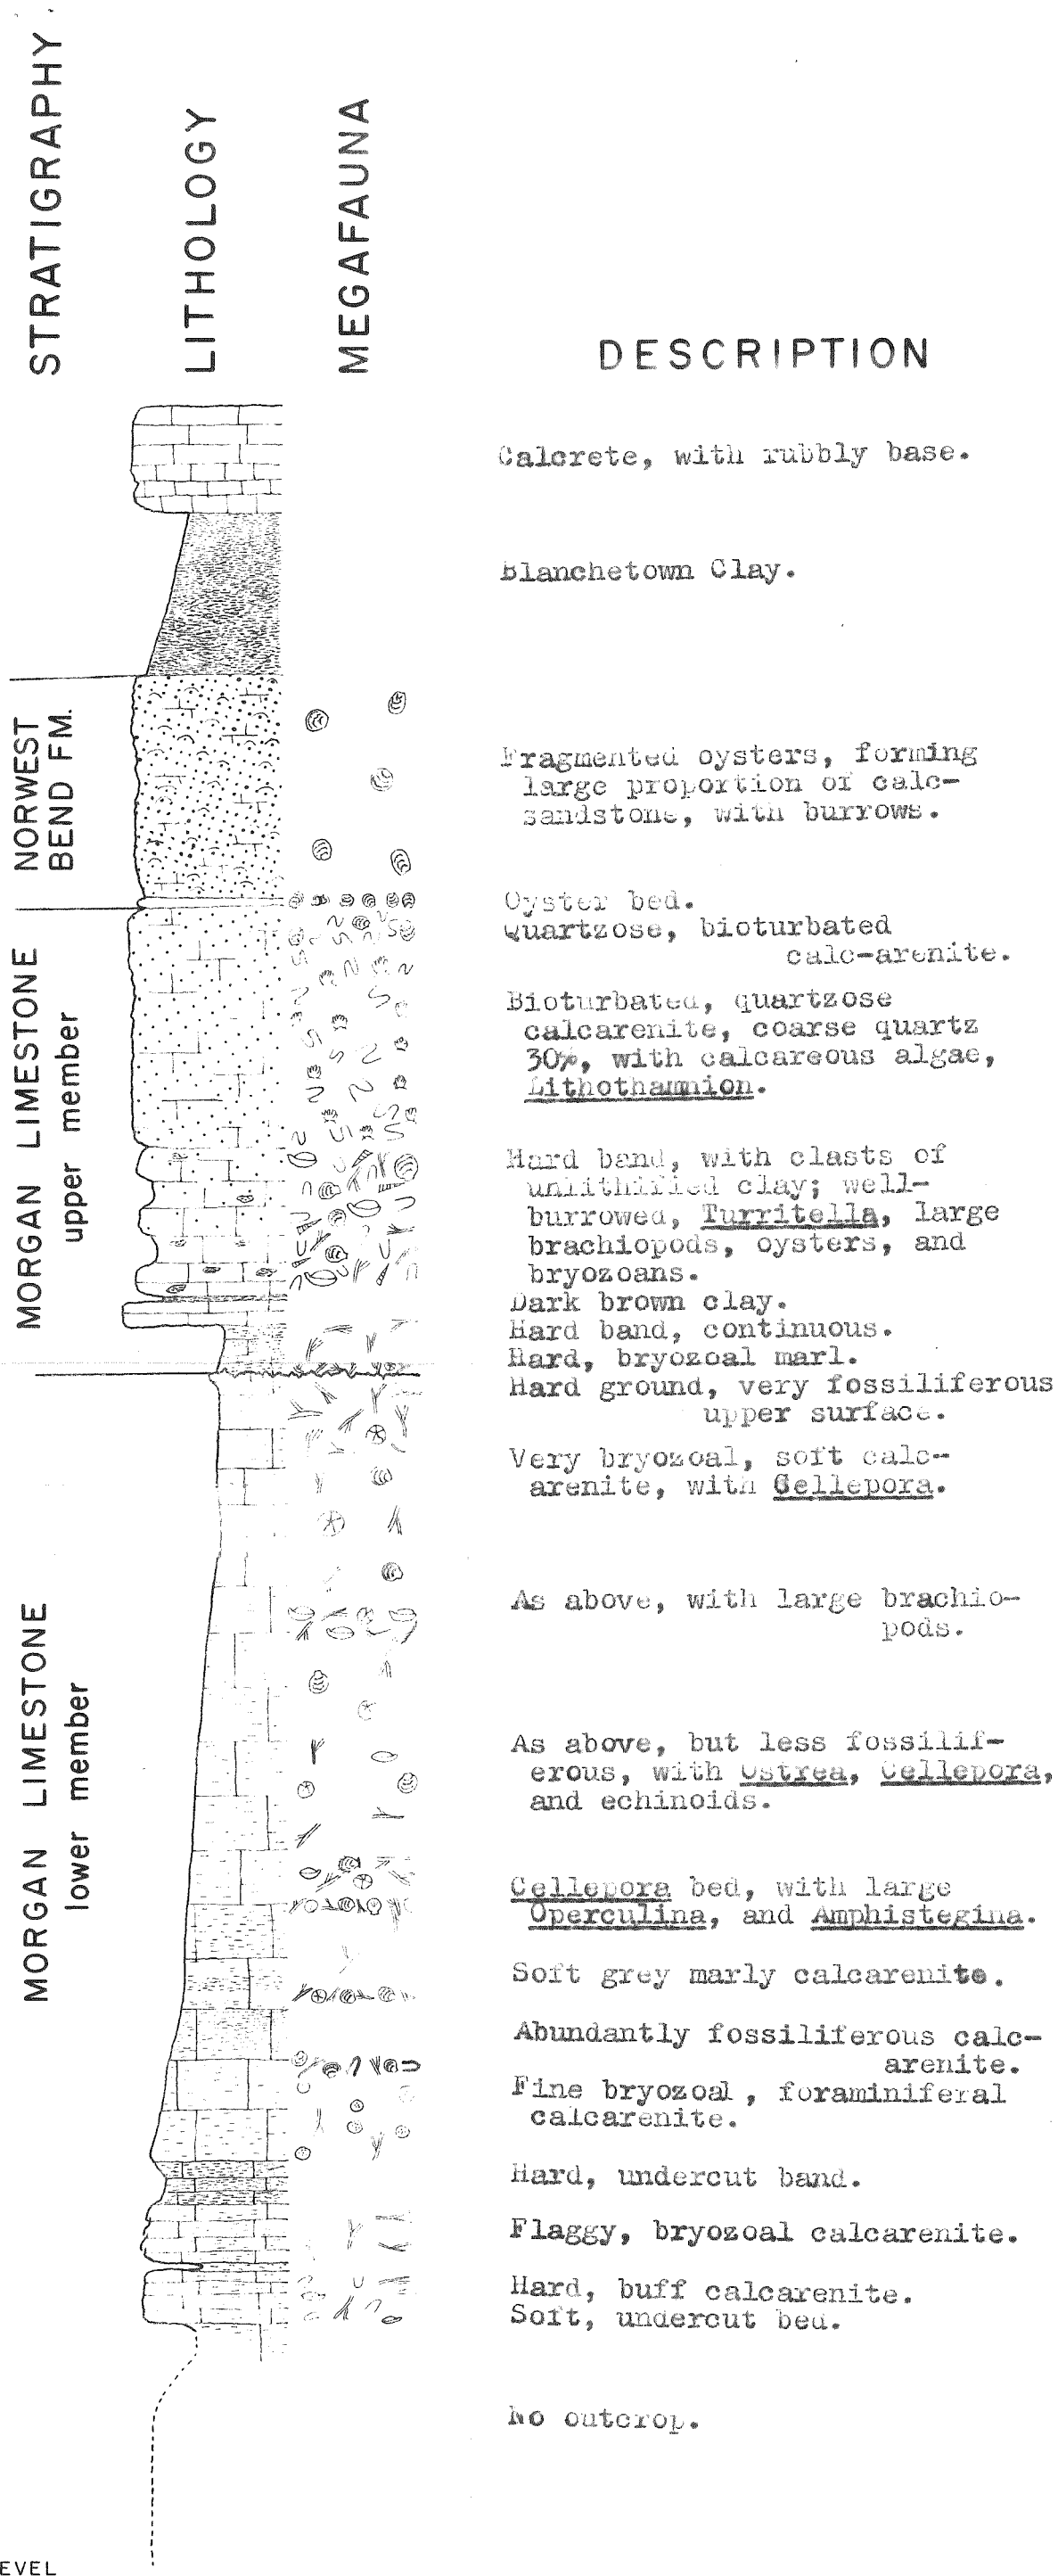 STRATIGRAPHY
LITHOLOGY
MEGAFAUNA
DESCRIPTION
Calcrete, with rubbly base.
Blanchetown Clay.
NORWEST
BEND FM.
Fragmented oysters, forming
large proportion of calc-
sandstone, with burrows.
Oyster bed.
Quartzose, bioturbated
calc-arenite.
MORGAN LIMESTONE
upper member
Bioturbated, quartzose
calcarenite, coarse quartz
30%, with calcareous algae,
Lithothamnion.
Hard band, with clasts of
unlithified clay; well-
burrowed, Turritella, large
brachiopods, oysters, and
bryozoans.
Dark brown clay.
Hard band, continuous.
Hard, bryozoal marl.
Hard ground, very fossiliferous
upper surface.
MORGAN LIMESTONE
lower member
Very bryozoal, soft calc-
arenite, with Cellepora.
As above, with large brachio-
pods.
As above, but less fossilif-
erous, with Ostrea, Cellepora,
and echinoids.
Cellepora bed, with large
Operculina, and Amphistegina.
Soft grey marly calcarenite.
Abundantly fossiliferous calc-
arenite.
Fine bryozoal , foraminiferal
calcarenite.
Hard, undercut band.
Flaggy, bryozoal calcarenite.
Hard, buff calcarenite.
Soft, undercut bed.
No outcrop.
EVEL